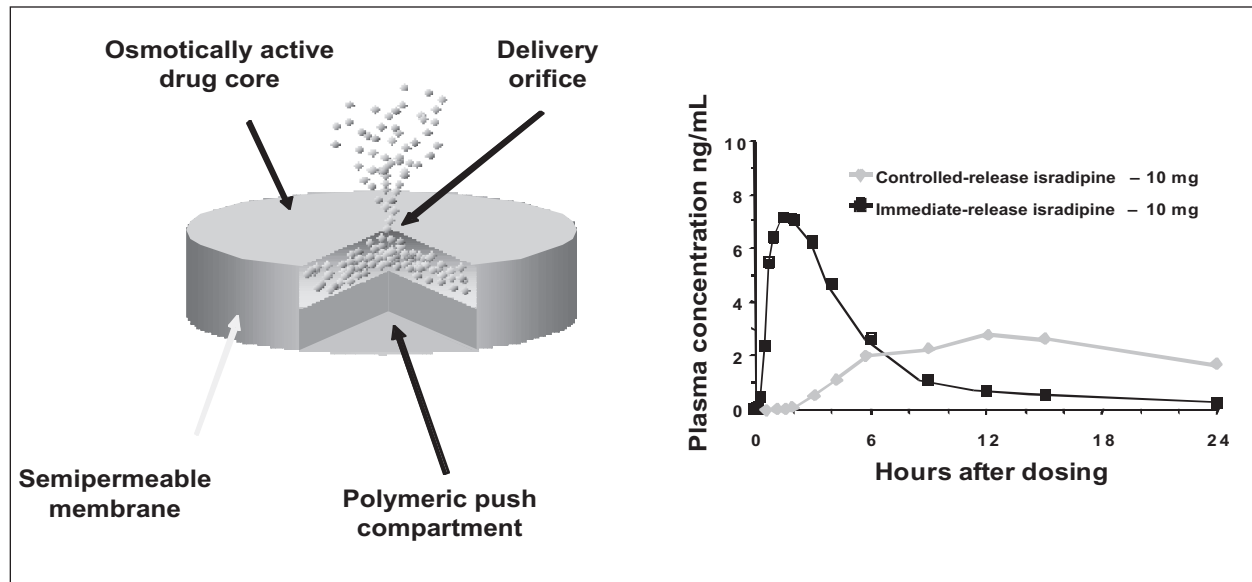 Osmotically active
drug core
Delivery
orifice
Semipermeable
membrane
Polymeric push
compartment
Plasma concentration ng/mL
10
8
6
4
2
0
Controlled-release isradipine – 10 mg
Immediate-release isradipine – 10 mg
0 6 12 18 24
Hours after dosing